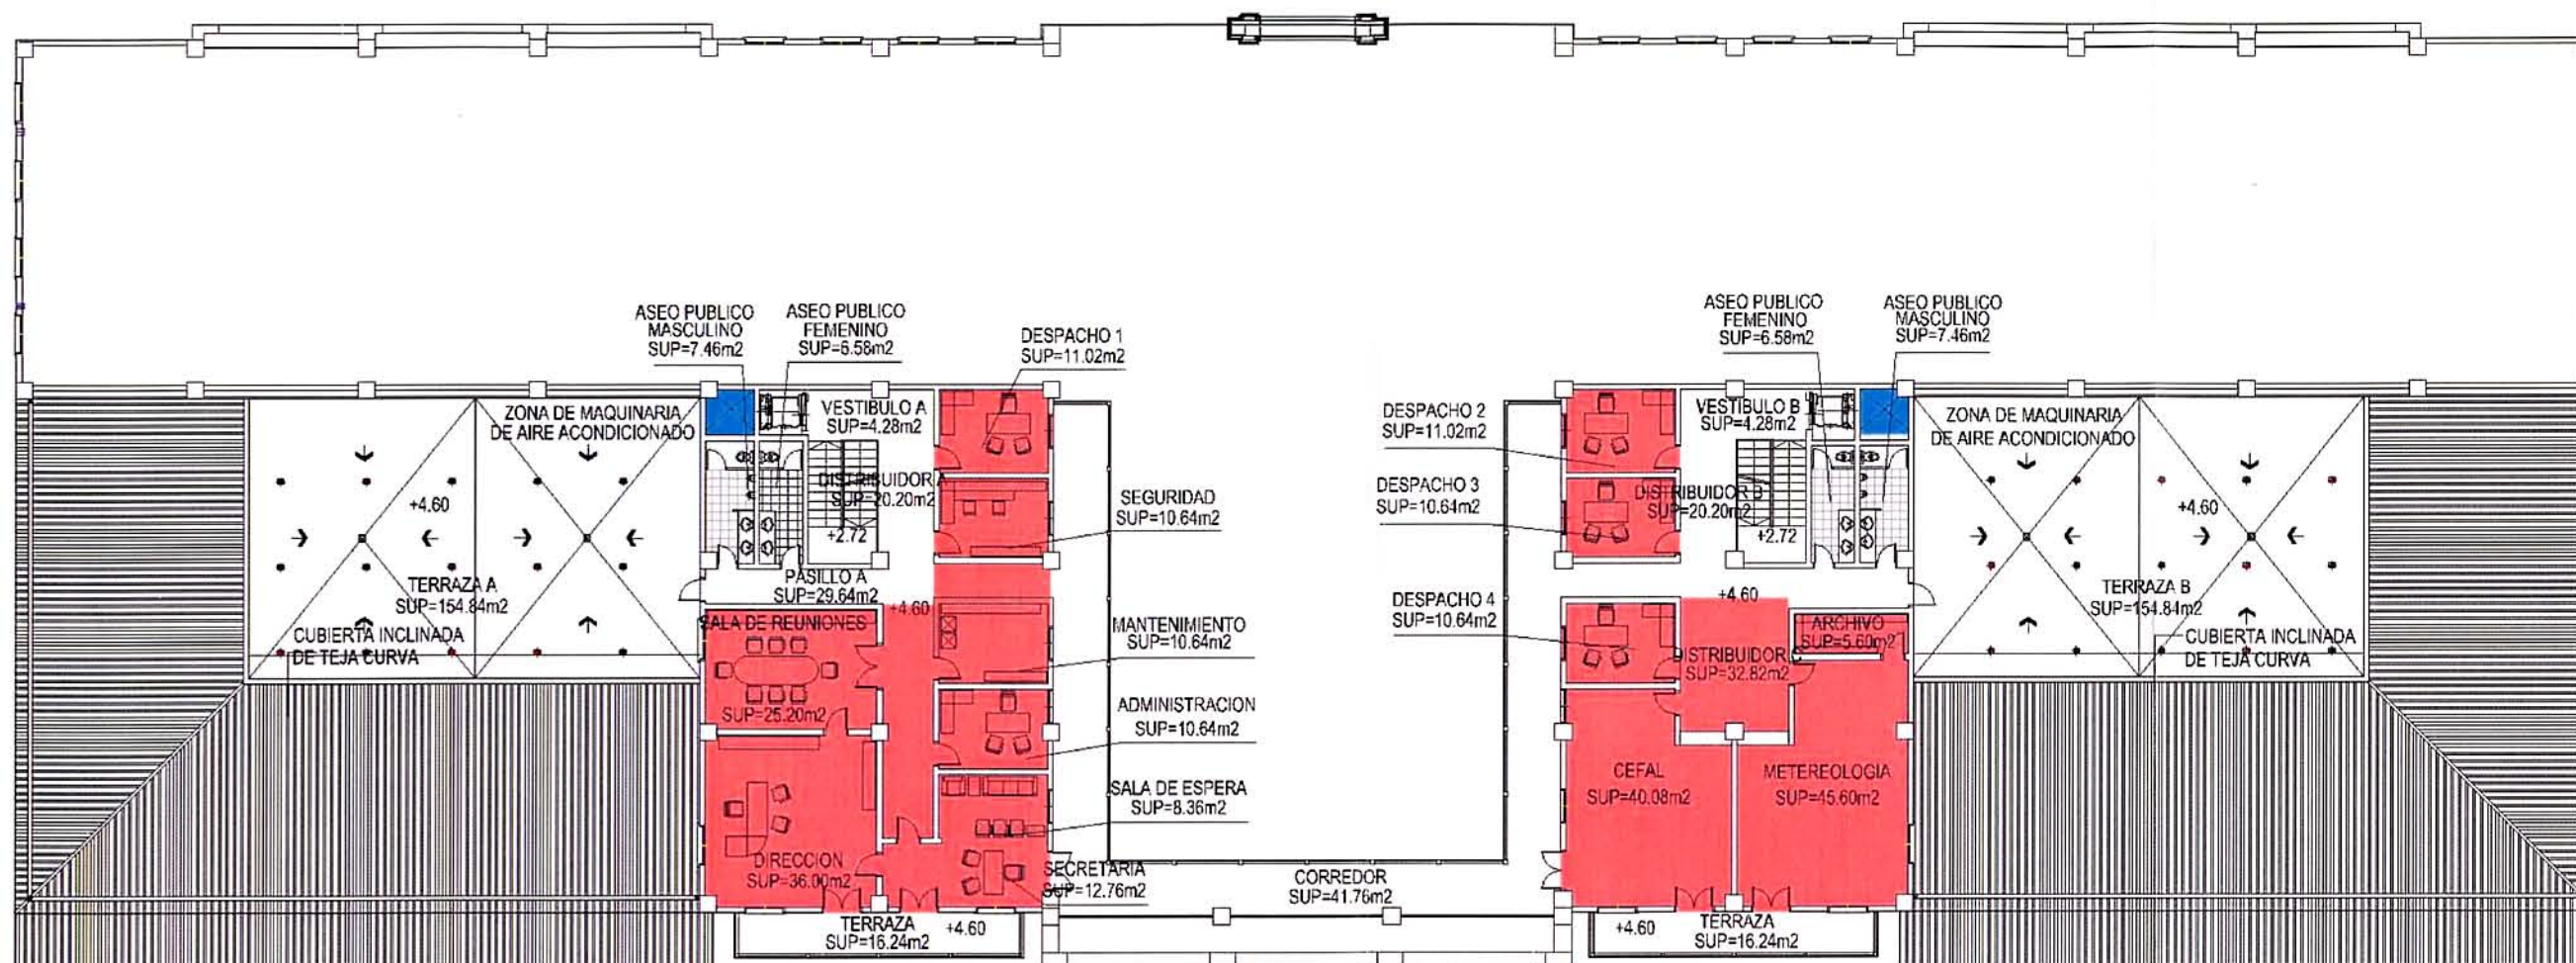 ASEO PUBLICO
MASCULINO
SUP=7.46m2
ASEO PUBLICO
FEMENINO
SUP=6.58m2
DESPACHO 1
SUP=11.02m2
ASEO PUBLICO
FEMENINO
SUP=6.58m2
ASEO PUBLICO
MASCULINO
SUP=7.46m2
ZONA DE MAQUINARIA
DE AIRE ACONDICIONADO
VESTIBULO A
SUP=4.28m2
DESPACHO 2
SUP=11.02m2
VESTIBULO B
SUP=4.28m2
ZONA DE MAQUINARIA
DE AIRE ACONDICIONADO
+4.60
DISTRIBUIDOR A
SUP=20.20m2
+2.72
SEGURIDAD
SUP=10.64m2
DESPACHO 3
SUP=10.64m2
DISTRIBUIDOR B
SUP=20.20m2
+2.72
+4.60
TERRAZA A
SUP=154.84m2
PASILLO A
SUP=29.64m2
+4.60
DESPACHO 4
SUP=10.64m2
+4.60
TERRAZA B
SUP=154.84m2
CUBIERTA INCLINADA
DE TEJA CURVA
SALA DE REUNIONES
SUP=25.20m2
MANTENIMIENTO
SUP=10.64m2
ARCHIVO
SUP=5.60m2
CUBIERTA INCLINADA
DE TEJA CURVA
DISTRIBUIDOR C
SUP=32.82m2
ADMINISTRACION
SUP=10.64m2
SALA DE ESPERA
SUP=8.36m2
CEFAL
SUP=40.08m2
METEREOLOGIA
SUP=45.60m2
DIRECCION
SUP=36.00m2
SECRETARIA
SUP=12.76m2
CORREDOR
SUP=41.76m2
TERRAZA
SUP=16.24m2
+4.60
+4.60
TERRAZA
SUP=16.24m2